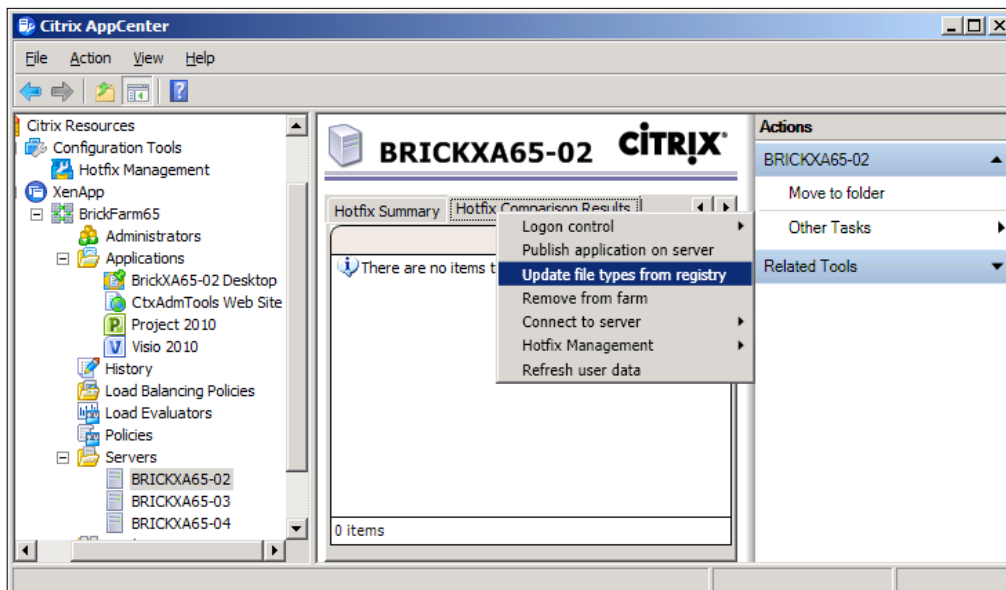 Citrix AppCenter
File Action View Help
Citrix Resources
Configuration Tools
Hotfix Management
XenApp
BrickFarm65
Administrators
Applications
BrickXA65-02 Desktop
CtxAdmTools Web Site
Project 2010
Visio 2010
History
Load Balancing Policies
Load Evaluators
Policies
Servers
BRICKXA65-02
BRICKXA65-03
BRICKXA65-04
BRICKXA65-02 CİTRIX
Hotfix Summary Hotfix Comparison Results
There are no items t
0 items
Logon control
Publish application on server
Update file types from registry
Remove from farm
Connect to server
Hotfix Management
Refresh user data
Actions
BRICKXA65-02
Move to folder
Other Tasks
Related Tools